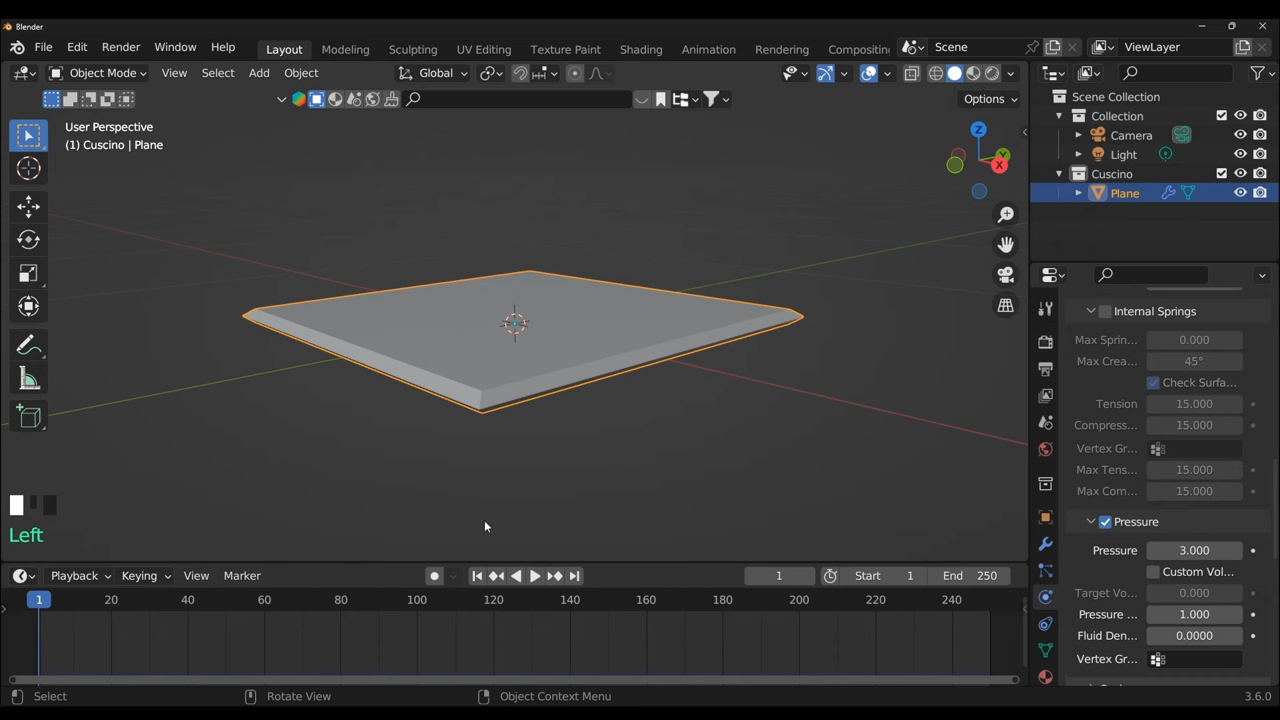 Blender
File Edit Render Window Help Layout Modeling Sculpting UV Editing Texture Paint Shading Animation Rendering Compositing Scene ViewLayer
Object Mode View Select Add Object Global
Options
User Perspective
(1) Cuscino | Plane
Z
Y
X
Scene Collection
Collection
Camera
Light
Cuscino
Plane
Internal Springs
Max Sprin... 0.000
Max Crea... 45°
Check Surfa...
Tension 15.000
Compress... 15.000
Vertex Gr...
Max Tens... 15.000
Max Com... 15.000
Pressure
Pressure 3.000
Custom Vol...
Target Vo... 0.000
Pressure ... 1.000
Fluid Den... 0.0000
Vertex Gr...
Left
Playback Keying View Marker 1 Start 1 End 250
1 20 40 60 80 100 120 140 160 180 200 220 240
Select Rotate View Object Context Menu 3.6.0